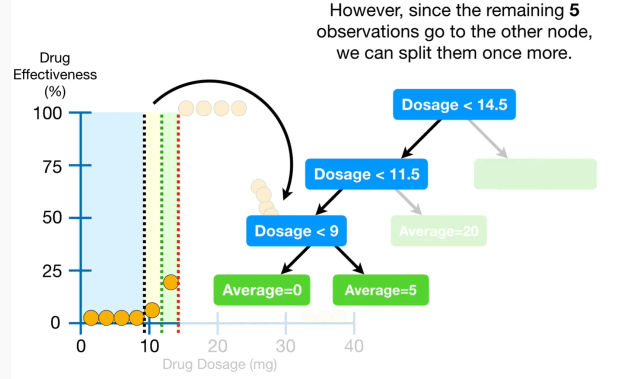 However, since the remaining 5
observations go to the other node,
we can split them once more.
Drug
Effectiveness
(%)
100
75
50
25
0
0
10
20
30
40
Drug Dosage (mg)
Dosage < 14.5
Dosage < 11.5
Dosage < 9
Average=20
Average=0
Average=5